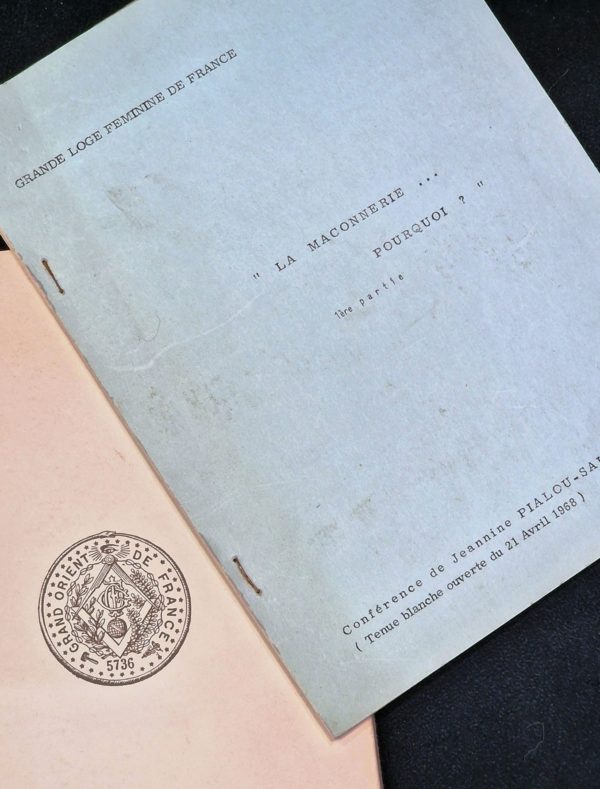 GRANDE LOGE FEMININE DE FRANCE
" LA MACONNERIE ...
POURQUOI ? "
1ère partie
Conférence de Jeannine PIALOU-SAL
( Tenue blanche ouverte du 21 Avril 1968 )
GRAND ORIENT DE FRANCE
5736